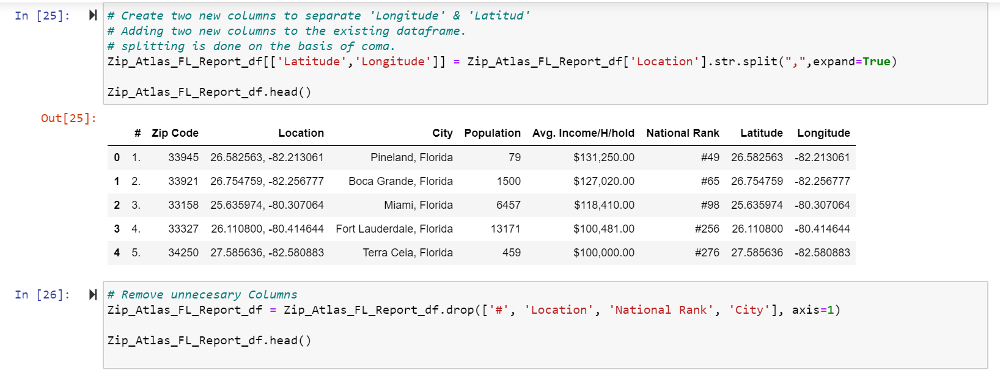 In [25]:
# Create two new columns to separate 'Longitude' & 'Latitud'
# Adding two new columns to the existing dataframe.
# splitting is done on the basis of coma.
Zip_Atlas_FL_Report_df[['Latitude','Longitude']] = Zip_Atlas_FL_Report_df['Location'].str.split(",",expand=True)
Zip_Atlas_FL_Report_df.head()
Out[25]:
# Zip Code Location City Population Avg. Income/H/hold National Rank Latitude Longitude
0 1. 33945 26.582563, -82.213061 Pineland, Florida 79 $131,250.00 #49 26.582563 -82.213061
1 2. 33921 26.754759, -82.256777 Boca Grande, Florida 1500 $127,020.00 #65 26.754759 -82.256777
2 3. 33158 25.635974, -80.307064 Miami, Florida 6457 $118,410.00 #98 25.635974 -80.307064
3 4. 33327 26.110800, -80.414644 Fort Lauderdale, Florida 13171 $100,481.00 #256 26.110800 -80.414644
4 5. 34250 27.585636, -82.580883 Terra Ceia, Florida 459 $100,000.00 #276 27.585636 -82.580883
In [26]:
# Remove unnecesary Columns
Zip_Atlas_FL_Report_df = Zip_Atlas_FL_Report_df.drop(['#', 'Location', 'National Rank', 'City'], axis=1)
Zip_Atlas_FL_Report_df.head()